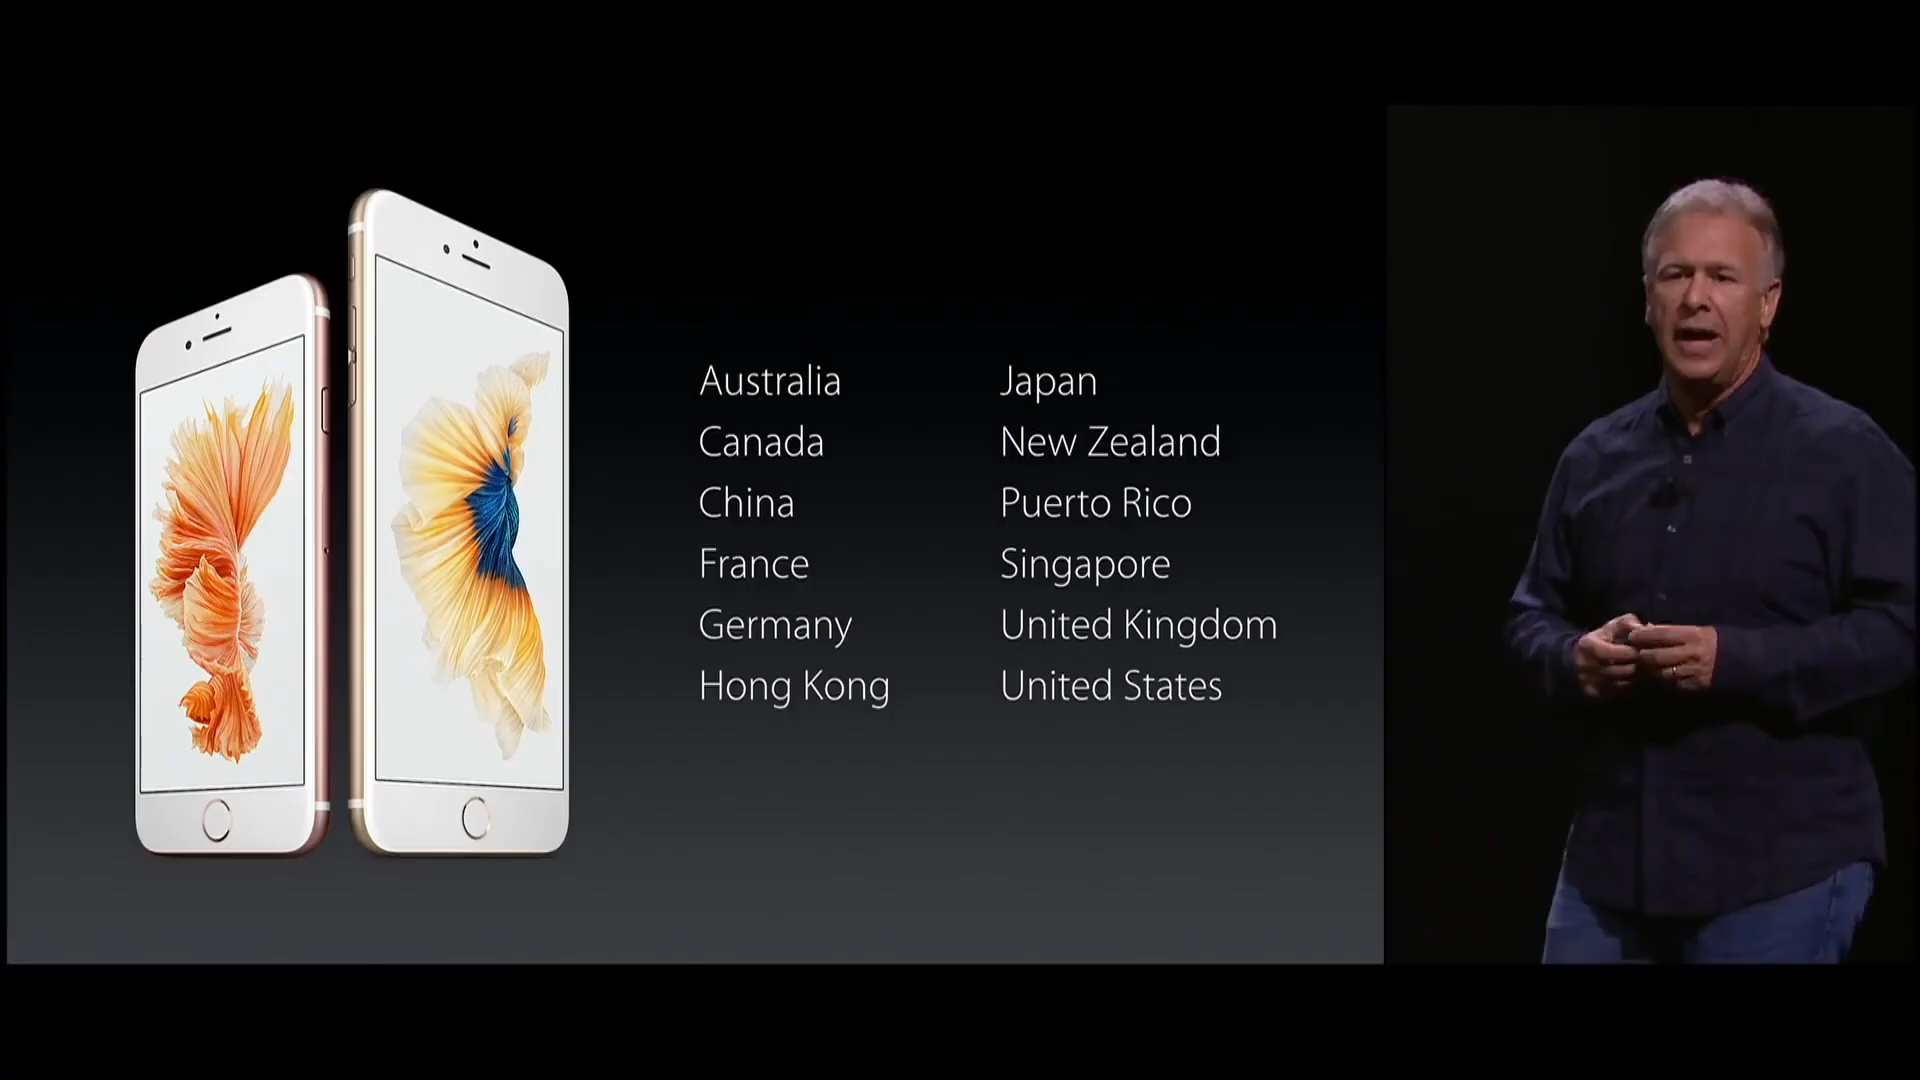 Australia
Canada
China
France
Germany
Hong Kong
Japan
New Zealand
Puerto Rico
Singapore
United Kingdom
United States